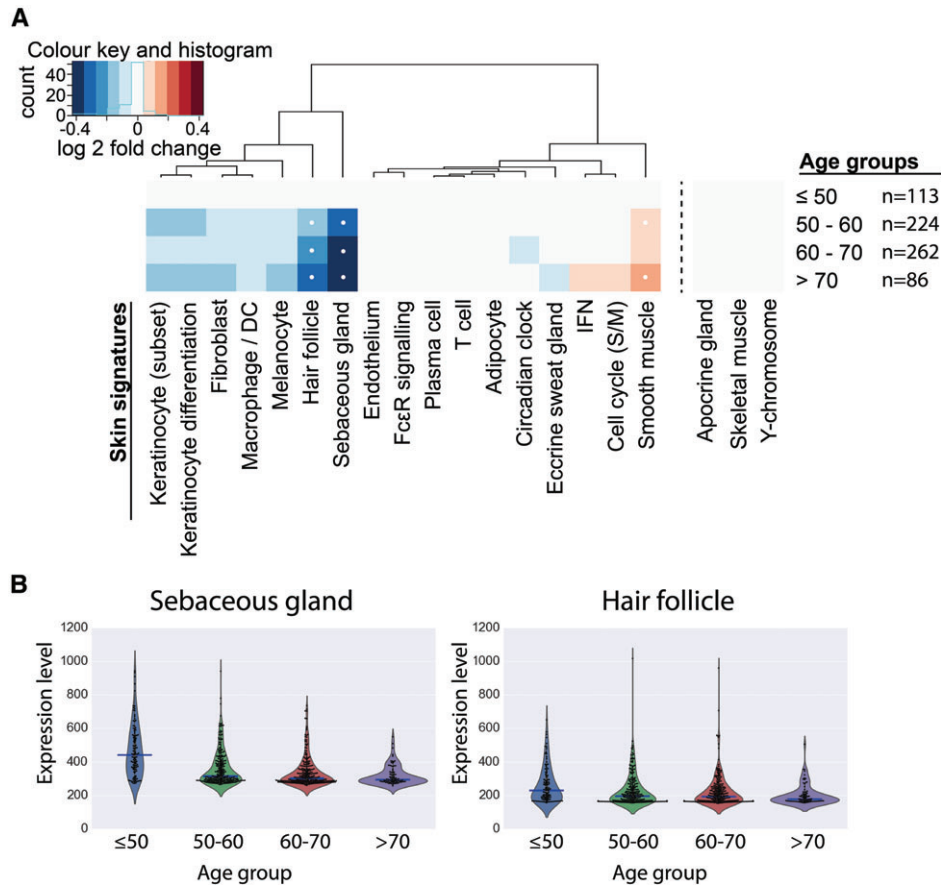 A
Colour key and histogram
count
40
20
0
-0.4 0 0.4
log 2 fold change
Age groups
≤ 50 n=113
50 - 60 n=224
60 - 70 n=262
> 70 n=86
Skin signatures
Keratinocyte (subset)
Keratinocyte differentiation
Fibroblast
Macrophage / DC
Melanocyte
Hair follicle
Sebaceous gland
Endothelium
FcεR signalling
Plasma cell
T cell
Adipocyte
Circadian clock
Eccrine sweat gland
IFN
Cell cycle (S/M)
Smooth muscle
Apocrine gland
Skeletal muscle
Y-chromosome
B
Sebaceous gland
Expression level
1200
1000
800
600
400
200
0
≤50 50-60 60-70 >70
Age group
Hair follicle
Expression level
1200
1000
800
600
400
200
0
≤50 50-60 60-70 >70
Age group